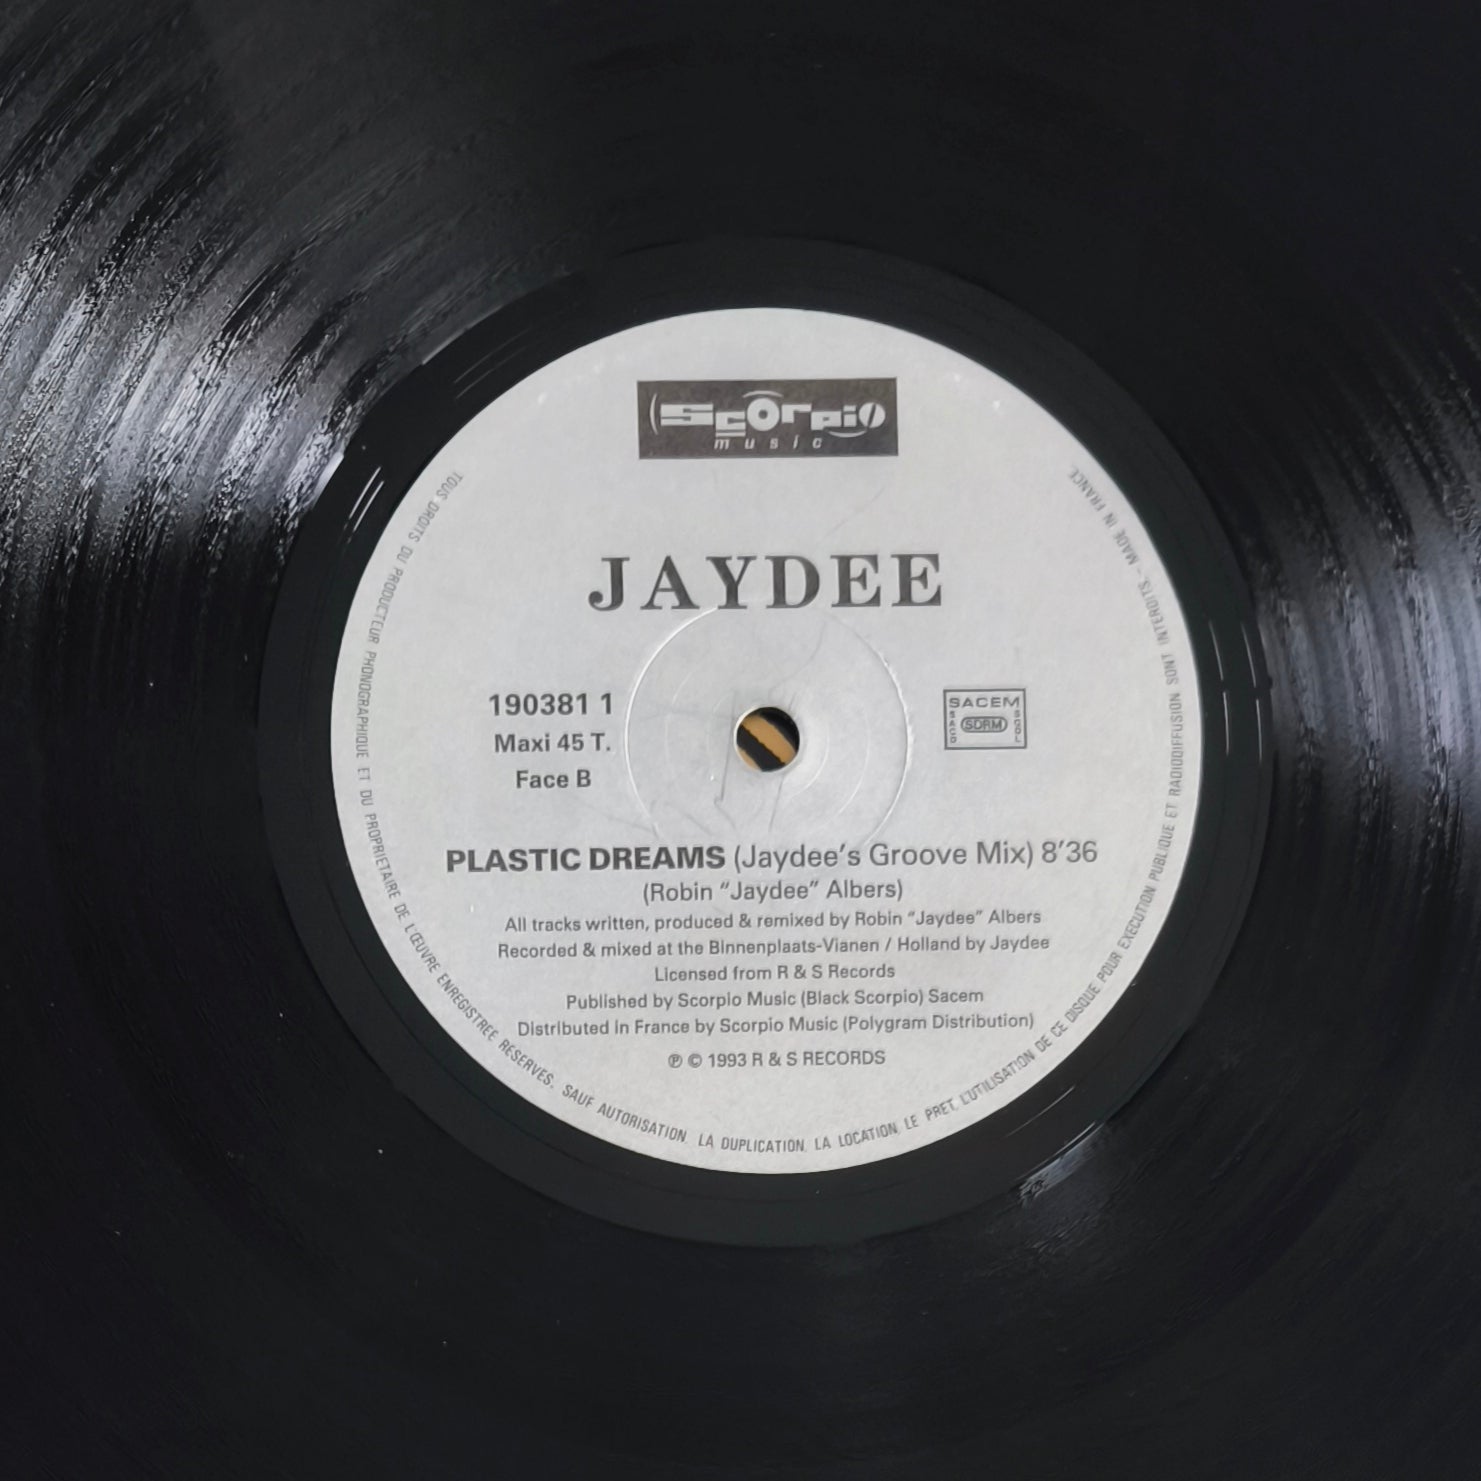 Scorpio
music
JAYDEE
190381 1
Maxi 45 T.
Face B
SACEM
SACD
SDRM
SGDL
PLASTIC DREAMS (Jaydee's Groove Mix) 8'36
(Robin "Jaydee" Albers)
All tracks written, produced & remixed by Robin "Jaydee" Albers
Recorded & mixed at the Binnenplaats-Vianen / Holland by Jaydee
Licensed from R & S Records
Published by Scorpio Music (Black Scorpio) Sacem
Distributed in France by Scorpio Music (Polygram Distribution)
℗ © 1993 R & S RECORDS
TOUS DROITS DU PRODUCTEUR PHONOGRAPHIQUE ET DU PROPRIETAIRE DE L'ŒUVRE ENREGISTREE RESERVES. SAUF AUTORISATION, LA DUPLICATION, LA LOCATION, LE PRET, L'UTILISATION DE CE DISQUE POUR EXECUTION PUBLIQUE ET RADIODIFFUSION SONT INTERDITS. - MADE IN FRANCE.